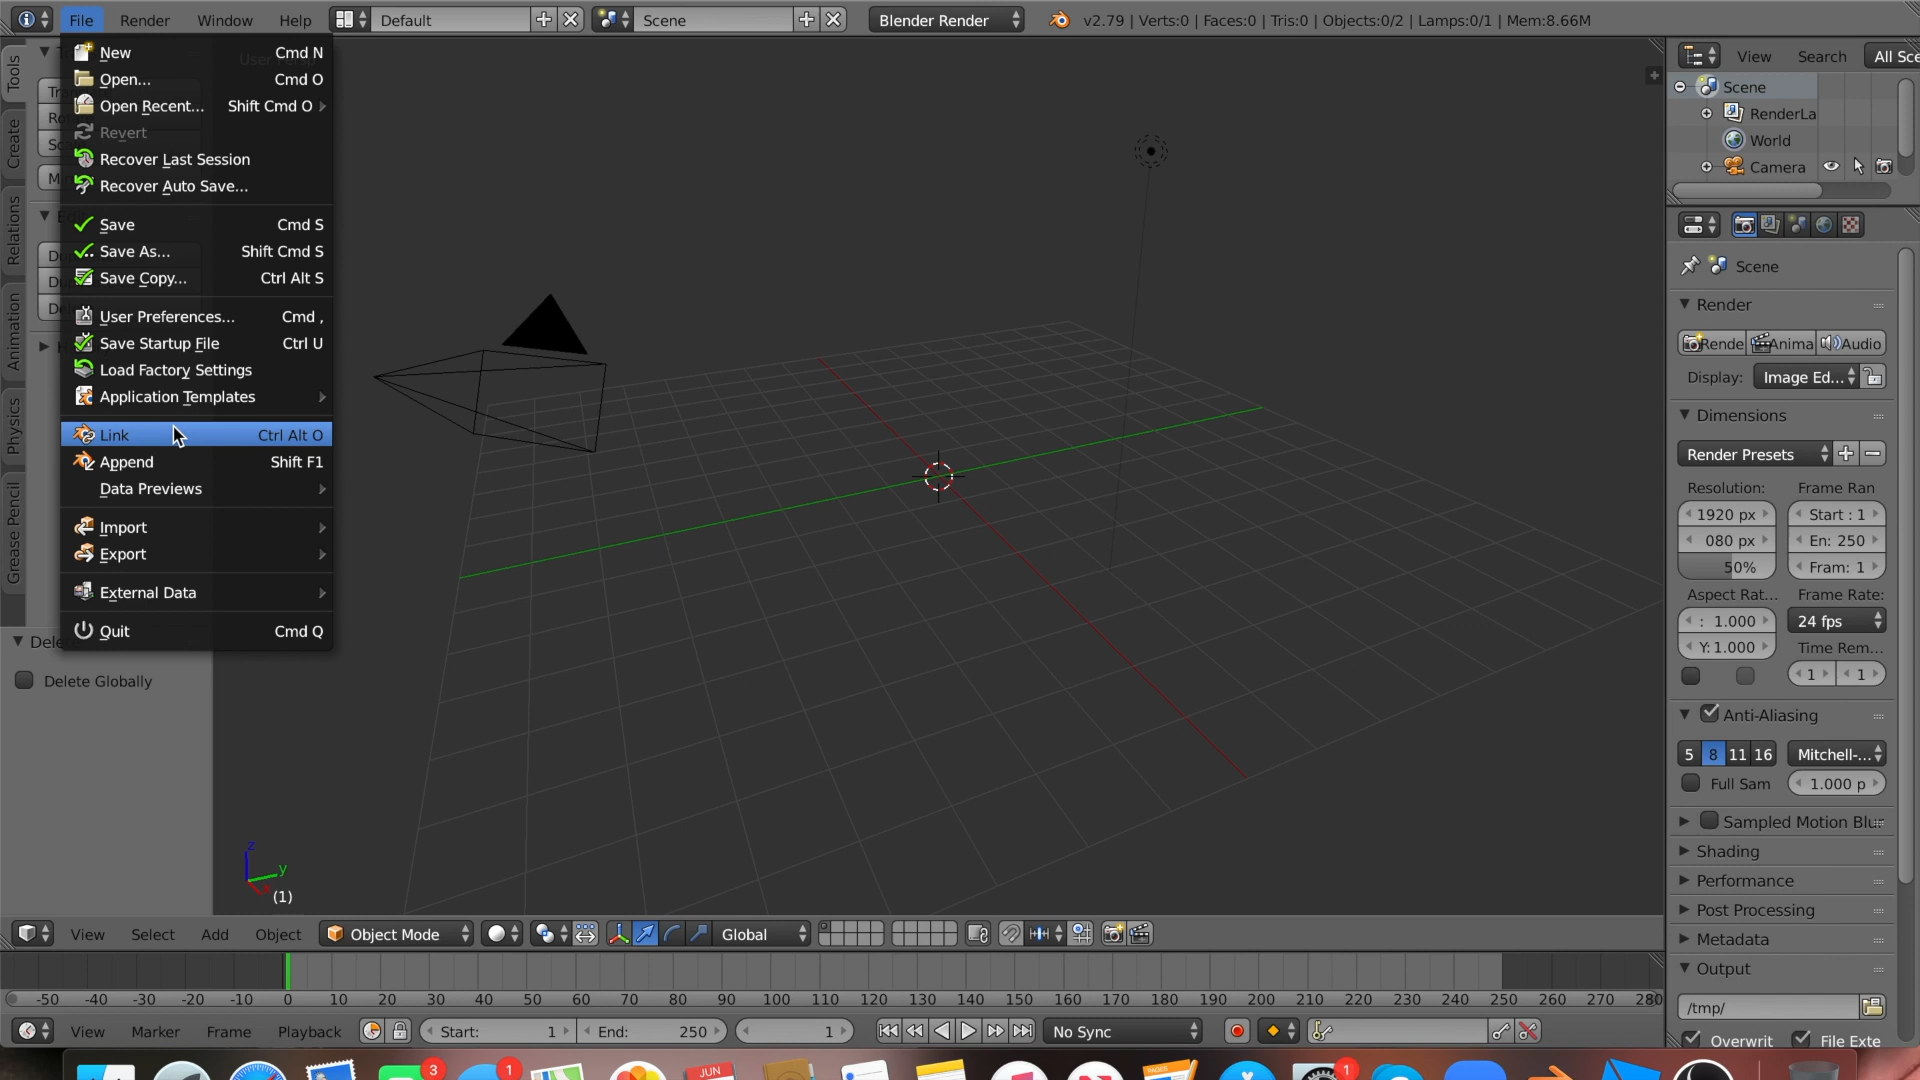 File Render Window Help Default Scene Blender Render v2.79 | Verts:0 | Faces:0 | Tris:0 | Objects:0/2 | Lamps:0/1 | Mem:8.66M
New Cmd N
Open... Cmd O
Open Recent... Shift Cmd O
Revert
Recover Last Session
Recover Auto Save...
Save Cmd S
Save As... Shift Cmd S
Save Copy... Ctrl Alt S
User Preferences... Cmd ,
Save Startup File Ctrl U
Load Factory Settings
Application Templates
Link Ctrl Alt O
Append Shift F1
Data Previews
Import
Export
External Data
Quit Cmd Q
Tools
Create
Relations
Animation
Physics
Grease Pencil
Delete Globally
z
y
(1)
View Search All Sce
Scene
RenderLa
World
Camera
Scene
Render
Rende Anima Audio
Display: Image Ed...
Dimensions
Render Presets
Resolution: Frame Ran
1920 px Start : 1
080 px En: 250
50% Fram: 1
Aspect Rat... Frame Rate:
: 1.000 24 fps
Y: 1.000 Time Rem...
1 1
Anti-Aliasing
5 8 11 16 Mitchell-...
Full Sam 1.000 p
Sampled Motion Blur
Shading
Performance
Post Processing
Metadata
Output
/tmp/
Overwrit File Exte
View Select Add Object Object Mode Global
-50 -40 -30 -20 -10 0 10 20 30 40 50 60 70 80 90 100 110 120 130 140 150 160 170 180 190 200 210 220 230 240 250 260 270 280
View Marker Frame Playback Start: 1 End: 250 1 No Sync
3 1 JUN PAGES 1